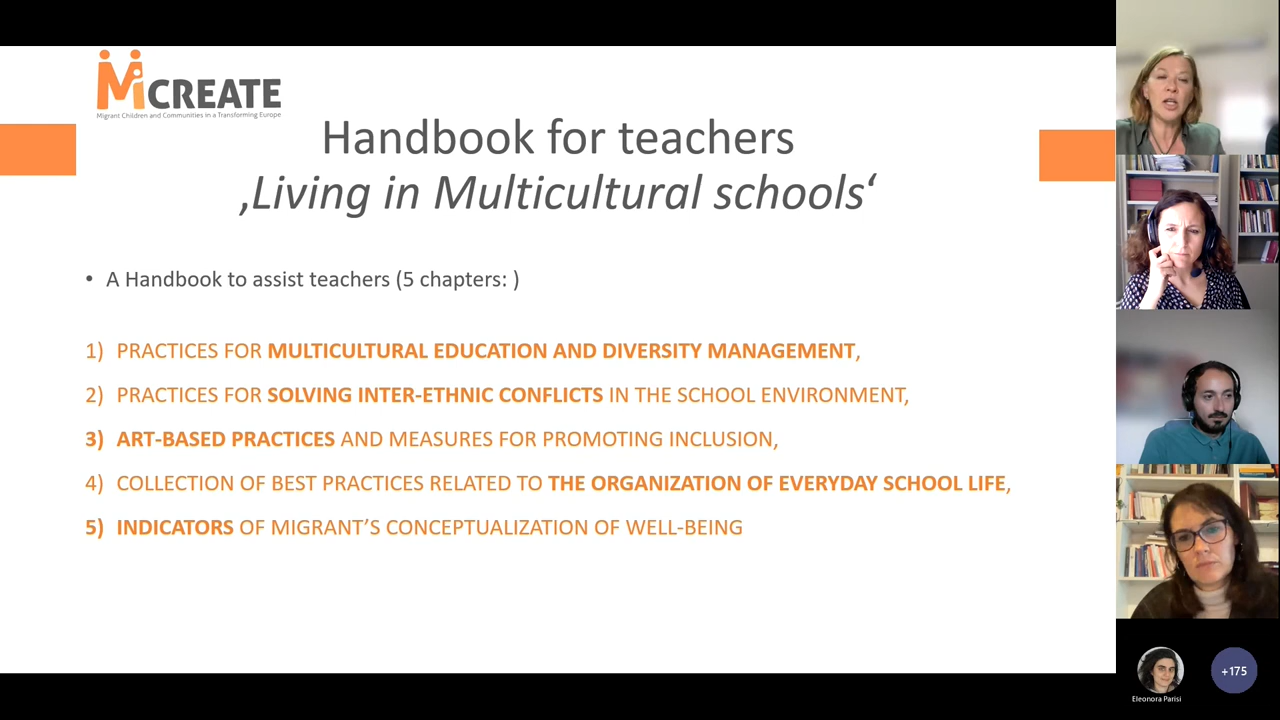 MiCREATE
Migrant Children and Communities in a Transforming Europe
Handbook for teachers
‚Living in Multicultural schools‘
• A Handbook to assist teachers (5 chapters: )
1) PRACTICES FOR MULTICULTURAL EDUCATION AND DIVERSITY MANAGEMENT,
2) PRACTICES FOR SOLVING INTER-ETHNIC CONFLICTS IN THE SCHOOL ENVIRONMENT,
3) ART-BASED PRACTICES AND MEASURES FOR PROMOTING INCLUSION,
4) COLLECTION OF BEST PRACTICES RELATED TO THE ORGANIZATION OF EVERYDAY SCHOOL LIFE,
5) INDICATORS OF MIGRANT’S CONCEPTUALIZATION OF WELL-BEING
Eleonora Parisi
+175